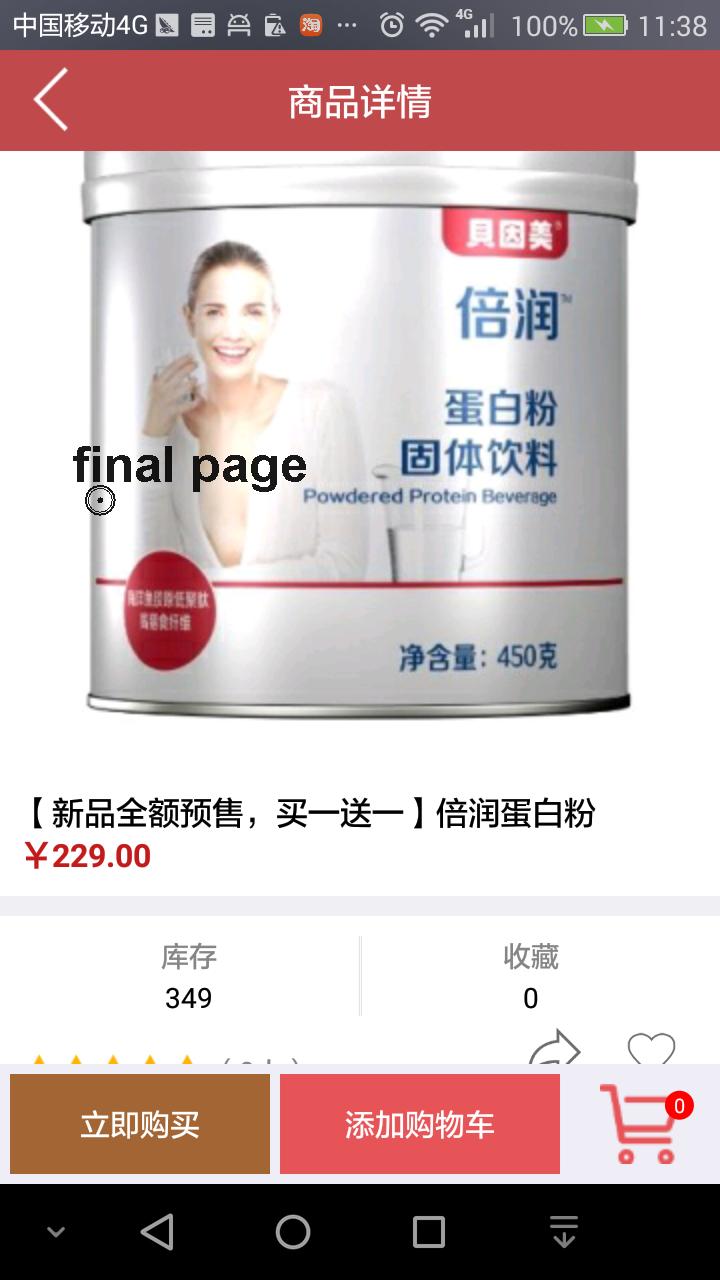 中国移动4G
淘
4G
100%
11:38
商品详情
貝因美
倍润™
蛋白粉
固体饮料
final page
Powdered Protein Beverage
净含量：450克
【新品全额预售，买一送一】倍润蛋白粉
￥229.00
库存
收藏
349
0
立即购买
添加购物车
0